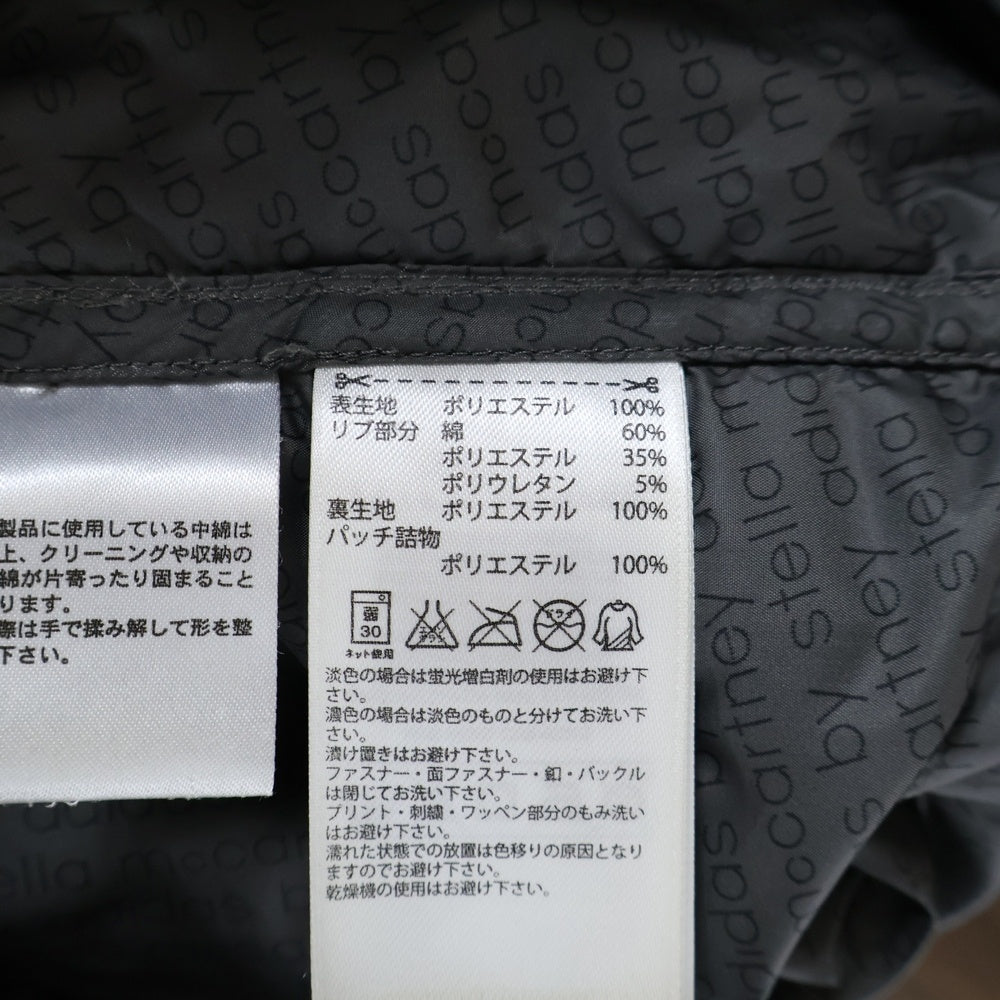 製品に使用している中綿は
上、クリーニングや収納の
綿が片寄ったり固まること
ります。
際は手で揉み解して形を整
下さい。
表生地 ポリエステル 100%
リブ部分 綿 60%
ポリエステル 35%
ポリウレタン 5%
裏生地 ポリエステル 100%
パッチ詰物
ポリエステル 100%
弱
30
ネット使用
エンソ
サラシ
ドライ
淡色の場合は蛍光増白剤の使用はお避け下
さい。
濃色の場合は淡色のものと分けてお洗い下
さい。
漬け置きはお避け下さい。
ファスナー・面ファスナー・釦・バックル
は閉じてお洗い下さい。
プリント・刺繍・ワッペン部分のもみ洗い
はお避け下さい。
濡れた状態での放置は色移りの原因となり
ますのでお避け下さい。
乾燥機の使用はお避け下さい。
adidas
by stella
mccartney